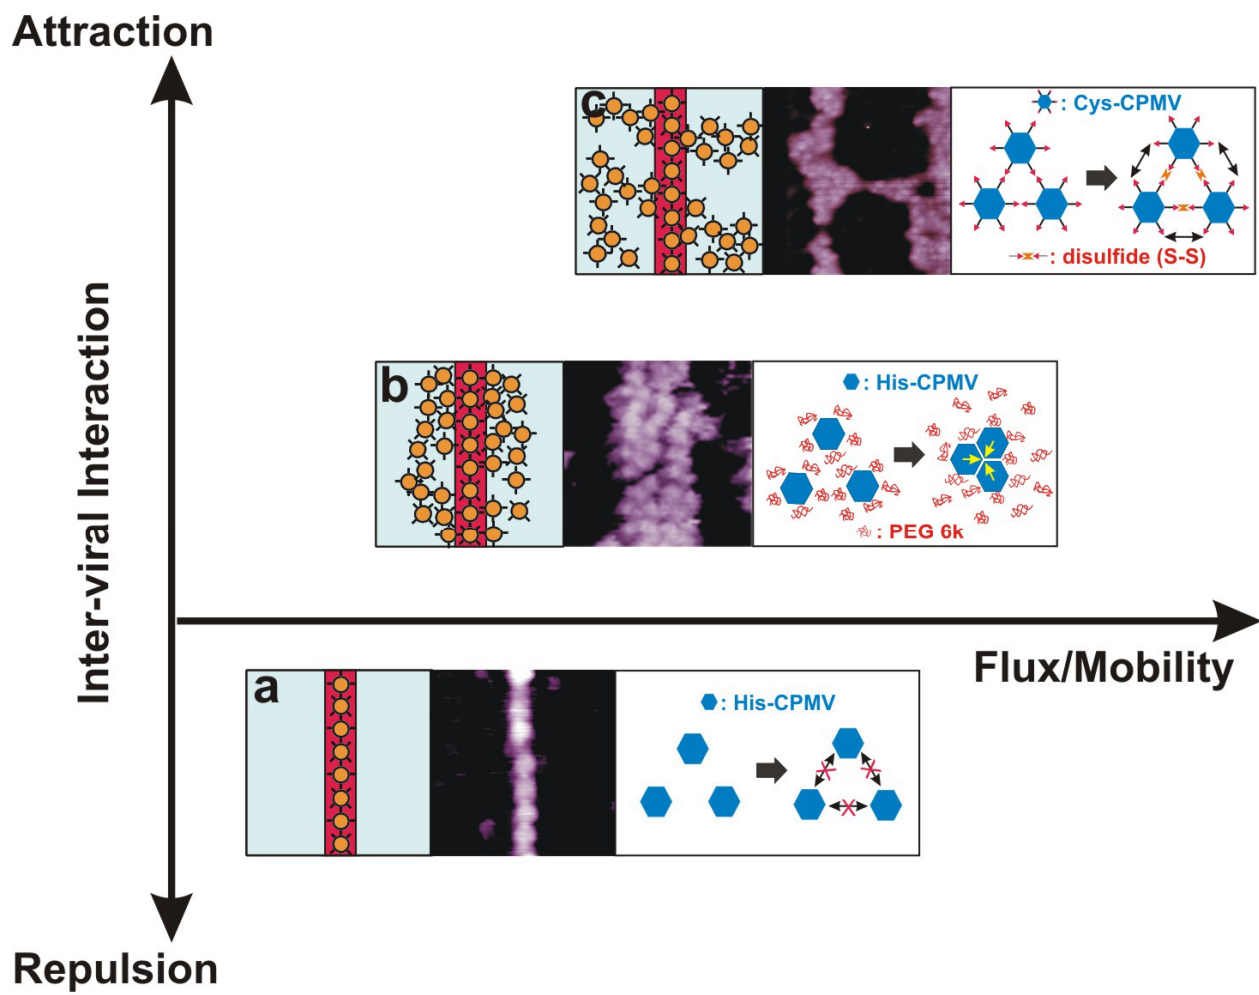 Attraction
c
: Cys-CPMV
: disulfide (S-S)
Inter-viral Interaction
b
: His-CPMV
: PEG 6k
Flux/Mobility
a
: His-CPMV
Repulsion